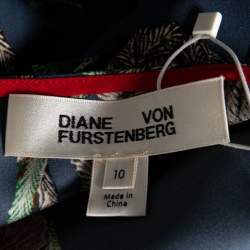 DIANE VON
FURSTENBERG
10
Made in
China